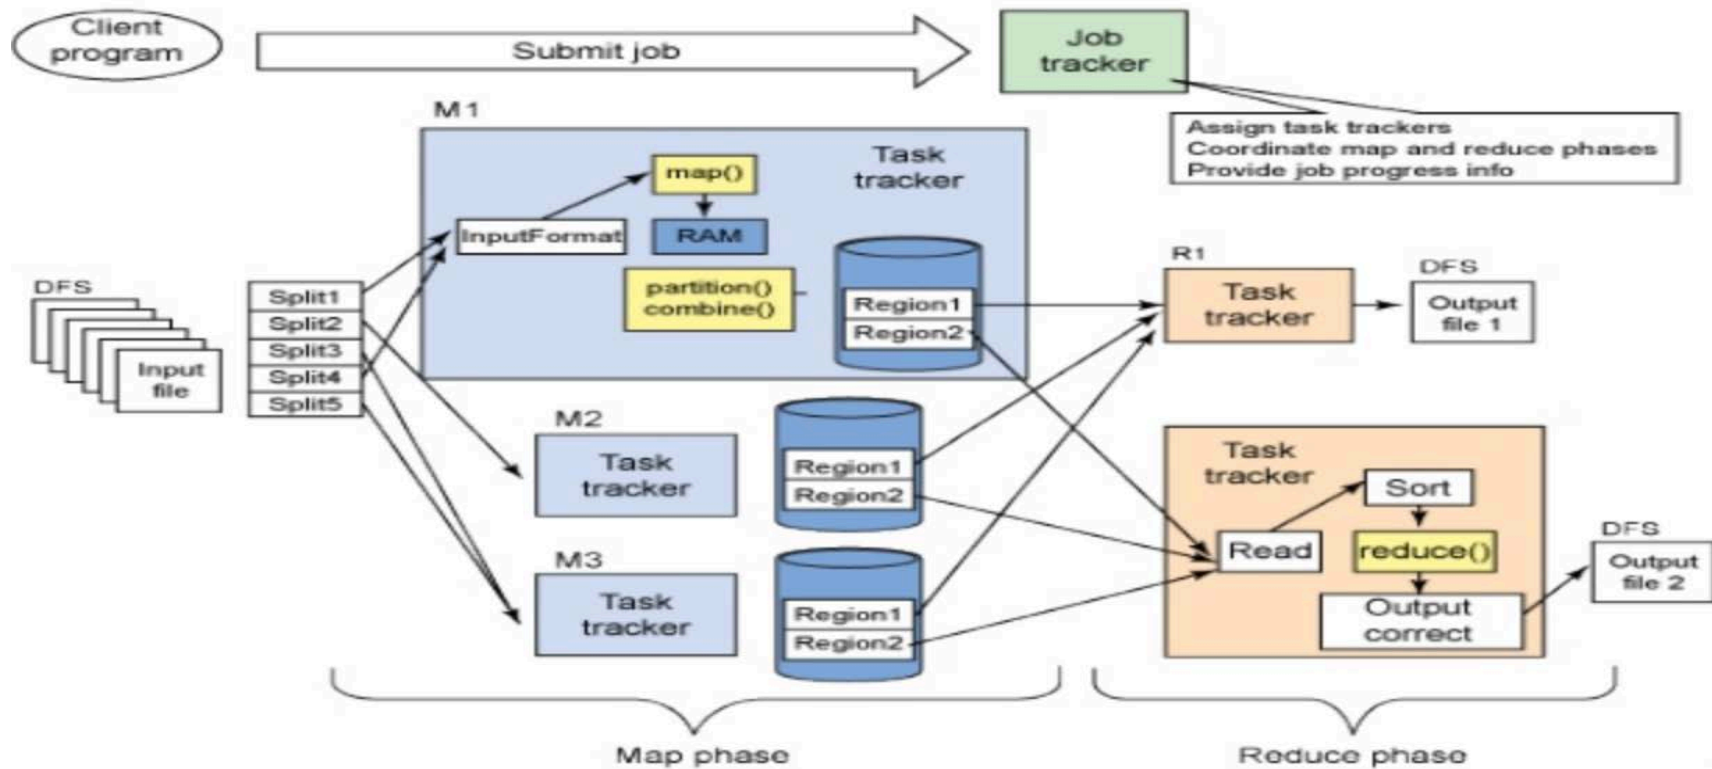 Client
program
Submit job
Job
tracker
Assign task trackers
Coordinate map and reduce phases
Provide job progress info
M1
Task
tracker
map()
InputFormat
RAM
partition()
combine()
Region1
Region2
DFS
Input
file
Split1
Split2
Split3
Split4
Split5
M2
Task
tracker
Region1
Region2
M3
Task
tracker
Region1
Region2
R1
Task
tracker
DFS
Output
file 1
Task
tracker
Sort
Read
reduce()
Output
correct
DFS
Output
file 2
Map phase
Reduce phase